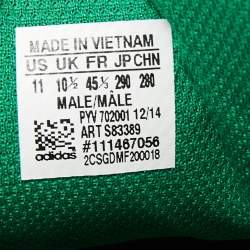 MADE IN VIETNAM
US UK FR JP CHN
11 10½ 45⅓ 290 280
MALE/MÂLE
PYV 702001 12/14
ART S83389
#111467056
adidas 2CSGDMF200018